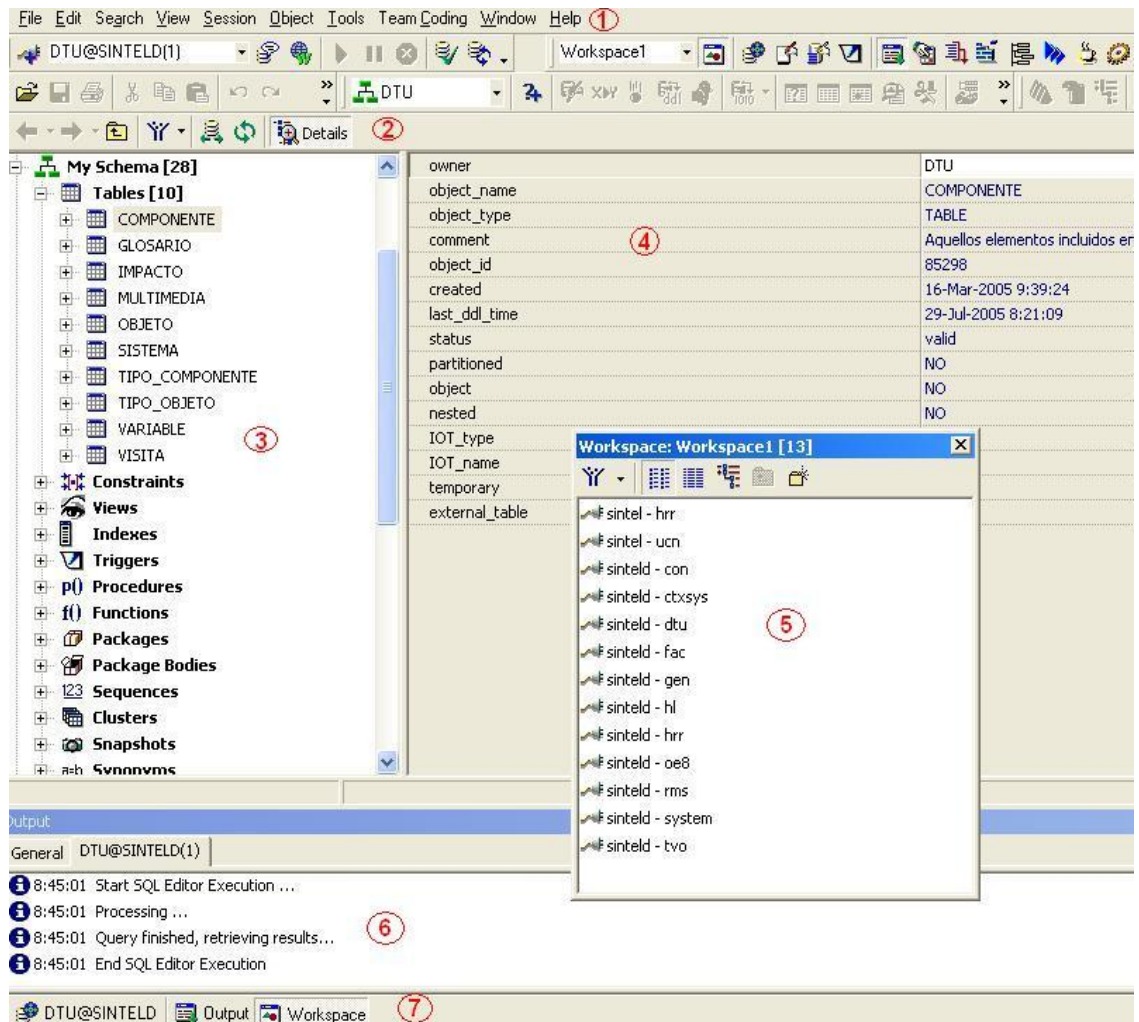 File Edit Search View Session Object Tools Team Coding Window Help 1
DTU@SINTELD(1) Workspace1
DTU
Details 2
My Schema [28]
Tables [10]
COMPONENTE
GLOSARIO
IMPACTO
MULTIMEDIA
OBJETO
SISTEMA
TIPO_COMPONENTE
TIPO_OBJETO
VARIABLE
VISITA
3
Constraints
Views
Indexes
Triggers
p() Procedures
f() Functions
Packages
Package Bodies
123 Sequences
Clusters
Snapshots
a=b Synonyms
owner DTU
object_name COMPONENTE
object_type TABLE
comment Aquellos elementos incluidos en
4
object_id 85298
created 16-Mar-2005 9:39:24
last_ddl_time 29-Jul-2005 8:21:09
status valid
partitioned NO
object NO
nested NO
IOT_type
IOT_name
temporary
external_table
Workspace: Workspace1 [13]
sintel - hrr
sintel - ucn
sinteld - con
sinteld - ctxsys
sinteld - dtu
sinteld - fac
sinteld - gen
sinteld - hl
sinteld - hrr
sinteld - oe8
sinteld - rms
sinteld - system
sinteld - tvo
5
Output
General DTU@SINTELD(1)
8:45:01 Start SQL Editor Execution ...
8:45:01 Processing ...
8:45:01 Query finished, retrieving results...
8:45:01 End SQL Editor Execution
6
DTU@SINTELD Output Workspace 7